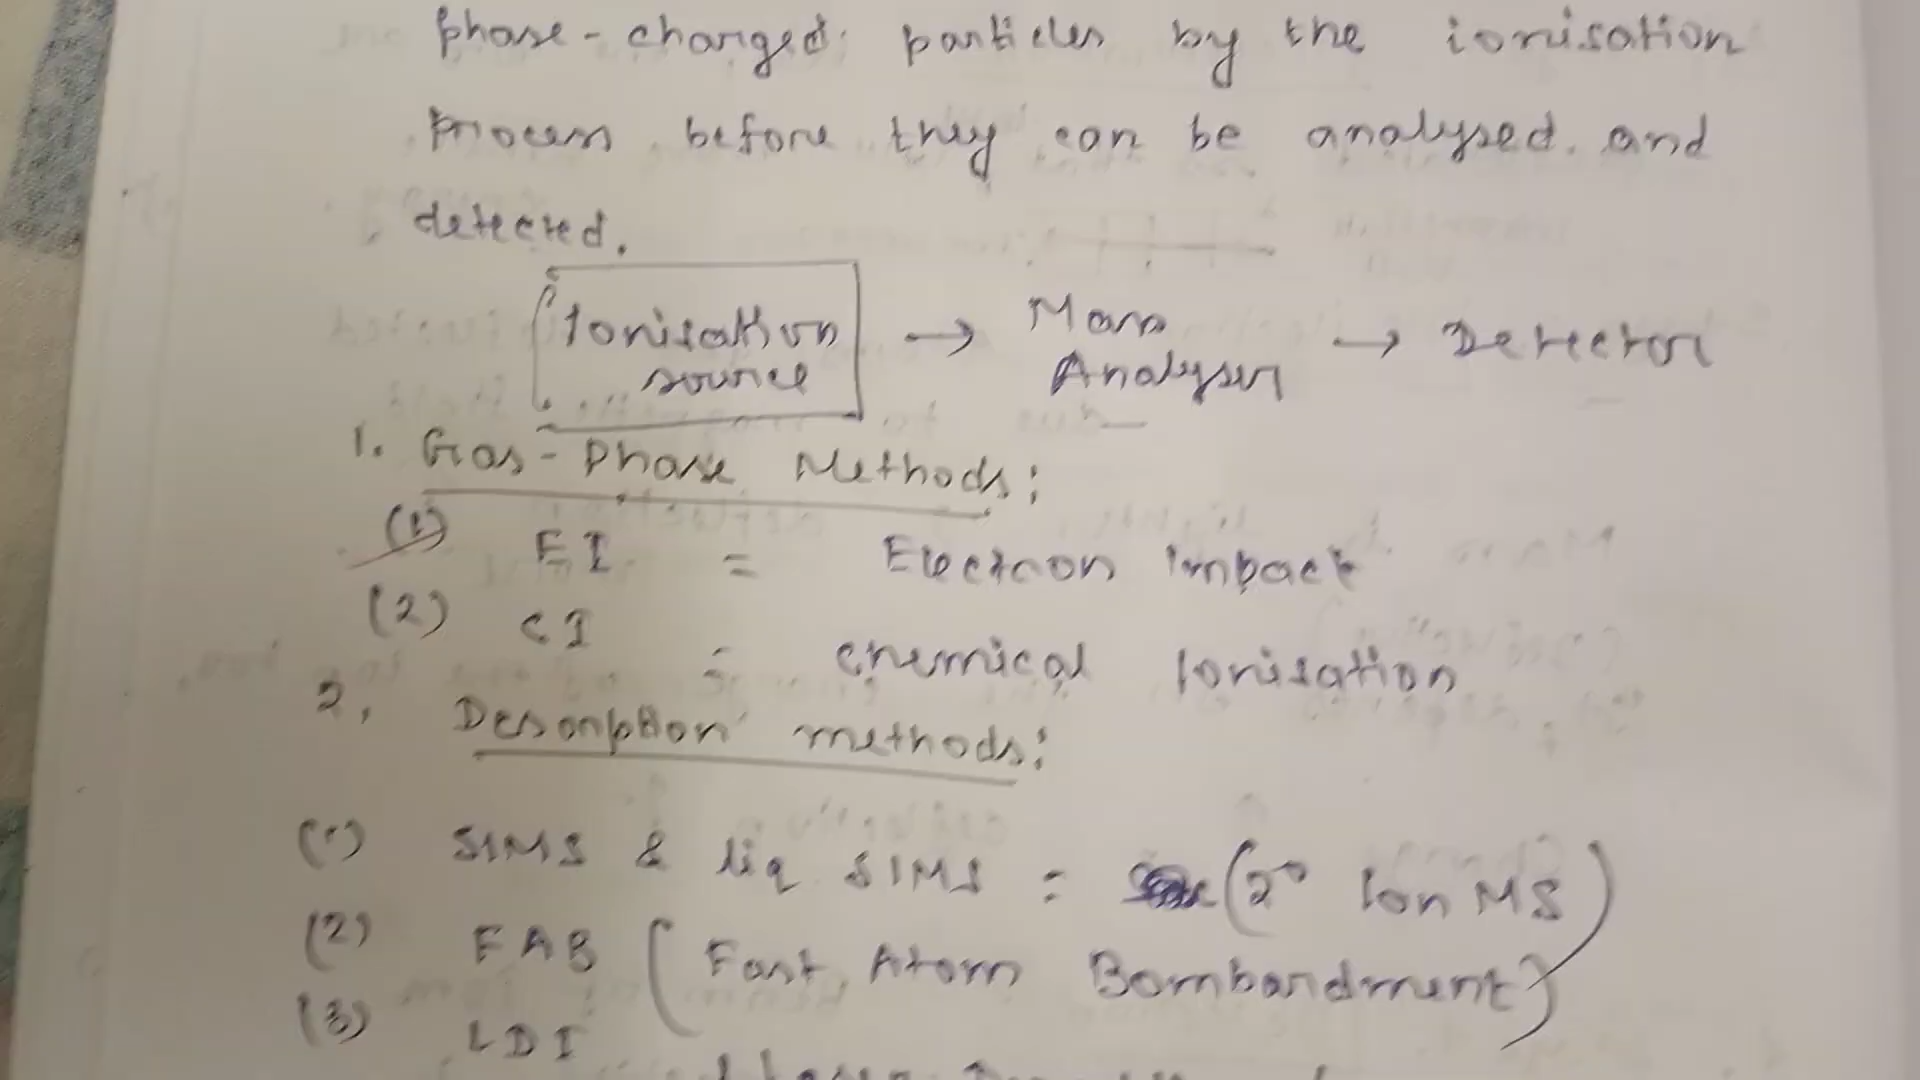 phase-charged particles by the ionisation
process before they can be analysed and
detected.
Ionisation source → Mass Analyser → Detector
1. Gas-Phase Methods:
(1) EI = Electron impact
(2) CI = chemical Ionisation
2. Desorption methods:
(1) SIMS & liq SIMS = (2° Ion MS)
(2) FAB (Fast Atom Bombardment)
(3) LDI